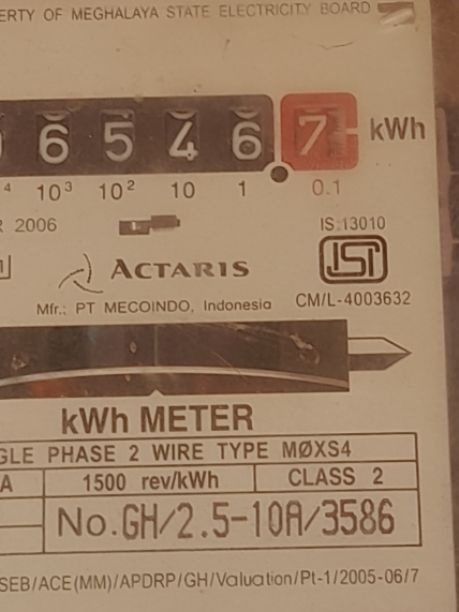 ERTY OF MEGHALAYA STATE ELECTRICITY BOARD
6 5 4 6 7 kWh
4 10³ 10² 10 1 0.1
R 2006 IS:13010
ISI
ACTARIS
Mfr.: PT MECOINDO, Indonesia CM/L-4003632
kWh METER
GLE PHASE 2 WIRE TYPE MØXS4
A 1500 rev/kWh CLASS 2
No.GH/2.5-10A/3586
SEB/ACE(MM)/APDRP/GH/Valuation/Pt-1/2005-06/7